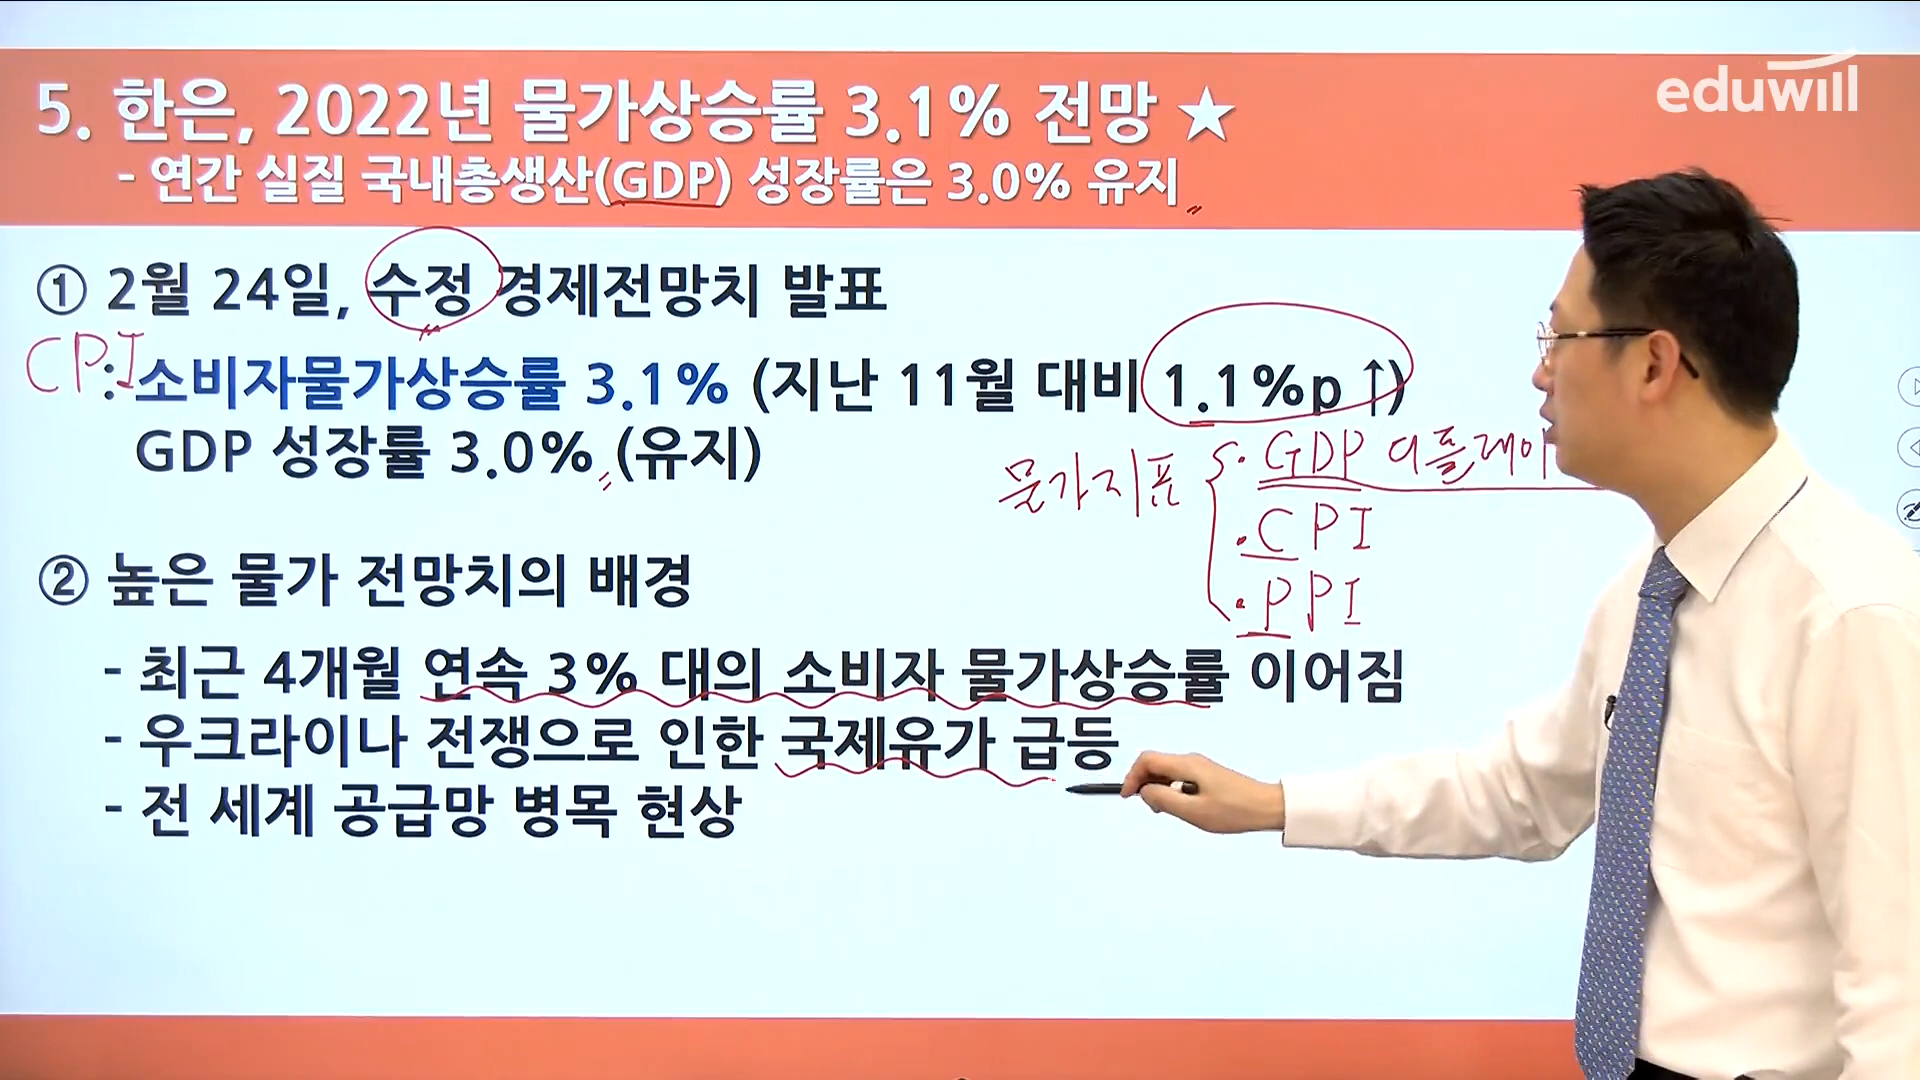 eduwill
5. 한은, 2022년 물가상승률 3.1% 전망 ★
- 연간 실질 국내총생산(GDP) 성장률은 3.0% 유지
① 2월 24일, 수정 경제전망치 발표
CPI
: 소비자물가상승률 3.1% (지난 11월 대비 1.1%p ↑)
GDP 성장률 3.0% (유지)
물가지표
· GDP 디플레이
· CPI
· PPI
② 높은 물가 전망치의 배경
- 최근 4개월 연속 3% 대의 소비자 물가상승률 이어짐
- 우크라이나 전쟁으로 인한 국제유가 급등
- 전 세계 공급망 병목 현상